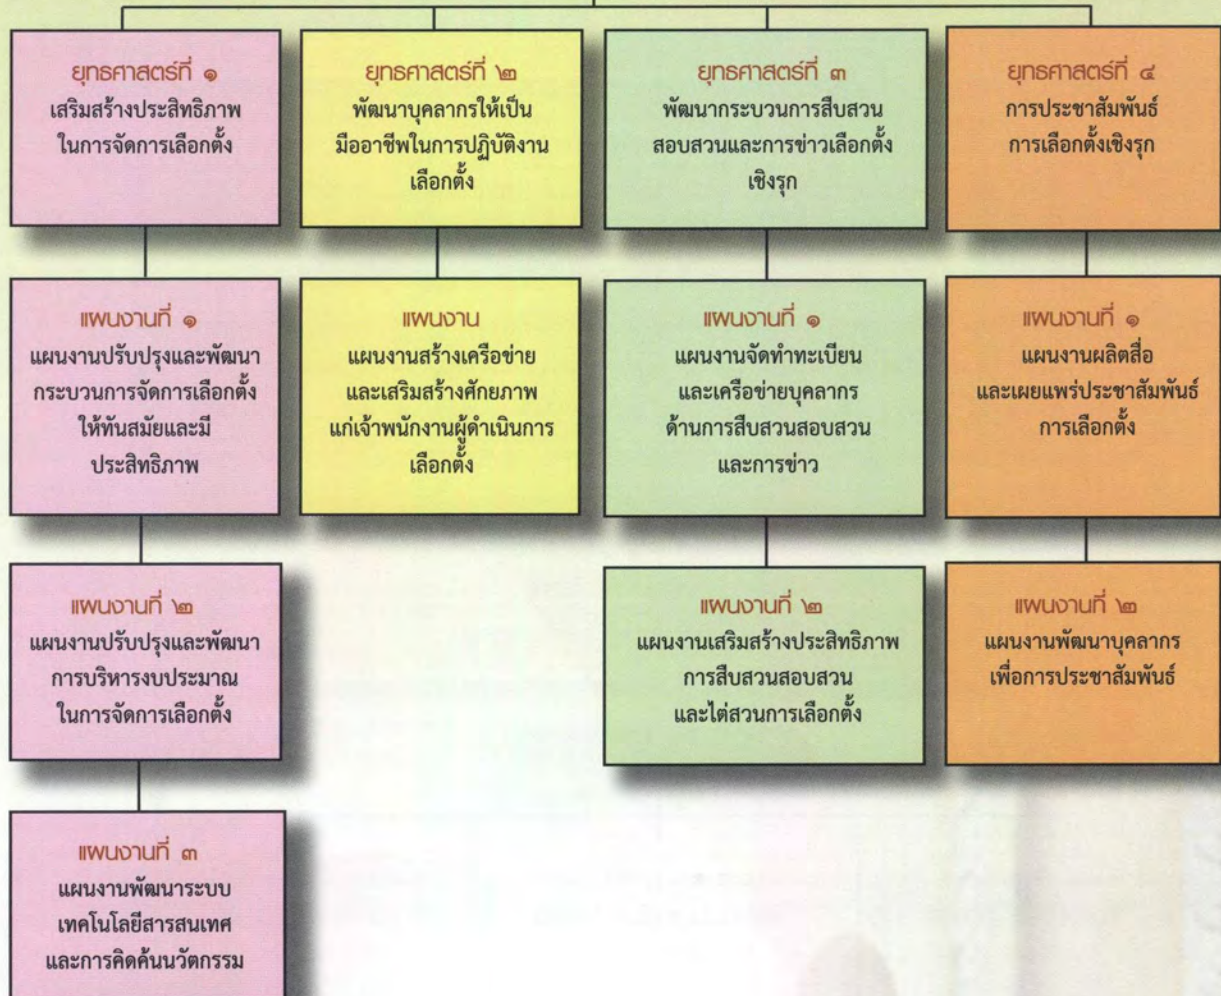 ยุทธศาสตร์ที่ ๑
เสริมสร้างประสิทธิภาพ
ในการจัดการเลือกตั้ง
ยุทธศาสตร์ที่ ๒
พัฒนาบุคลากรให้เป็น
มืออาชีพในการปฏิบัติงาน
เลือกตั้ง
ยุทธศาสตร์ที่ ๓
พัฒนากระบวนการสืบสวน
สอบสวนและการข่าวเลือกตั้ง
เชิงรุก
ยุทธศาสตร์ที่ ๔
การประชาสัมพันธ์
การเลือกตั้งเชิงรุก
แผนงานที่ ๑
แผนงานปรับปรุงและพัฒนา
กระบวนการจัดการเลือกตั้ง
ให้ทันสมัยและมี
ประสิทธิภาพ
แผนงาน
แผนงานสร้างเครือข่าย
และเสริมสร้างศักยภาพ
แก่เจ้าพนักงานผู้ดำเนินการ
เลือกตั้ง
แผนงานที่ ๑
แผนงานจัดทำทะเบียน
และเครือข่ายบุคลากร
ด้านการสืบสวนสอบสวน
และการข่าว
แผนงานที่ ๑
แผนงานผลิตสื่อ
และเผยแพร่ประชาสัมพันธ์
การเลือกตั้ง
แผนงานที่ ๒
แผนงานปรับปรุงและพัฒนา
การบริหารงบประมาณ
ในการจัดการเลือกตั้ง
แผนงานที่ ๒
แผนงานเสริมสร้างประสิทธิภาพ
การสืบสวนสอบสวน
และไต่สวนการเลือกตั้ง
แผนงานที่ ๒
แผนงานพัฒนาบุคลากร
เพื่อการประชาสัมพันธ์
แผนงานที่ ๓
แผนงานพัฒนาระบบ
เทคโนโลยีสารสนเทศ
และการคิดค้นนวัตกรรม